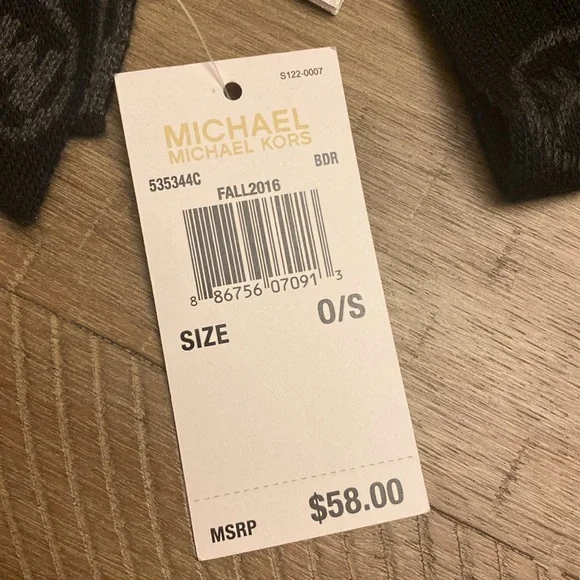 S122-0007
MICHAEL
MICHAEL KORS
535344C BDR
FALL2016
8 86756 07091 3
SIZE O/S
MSRP $58.00